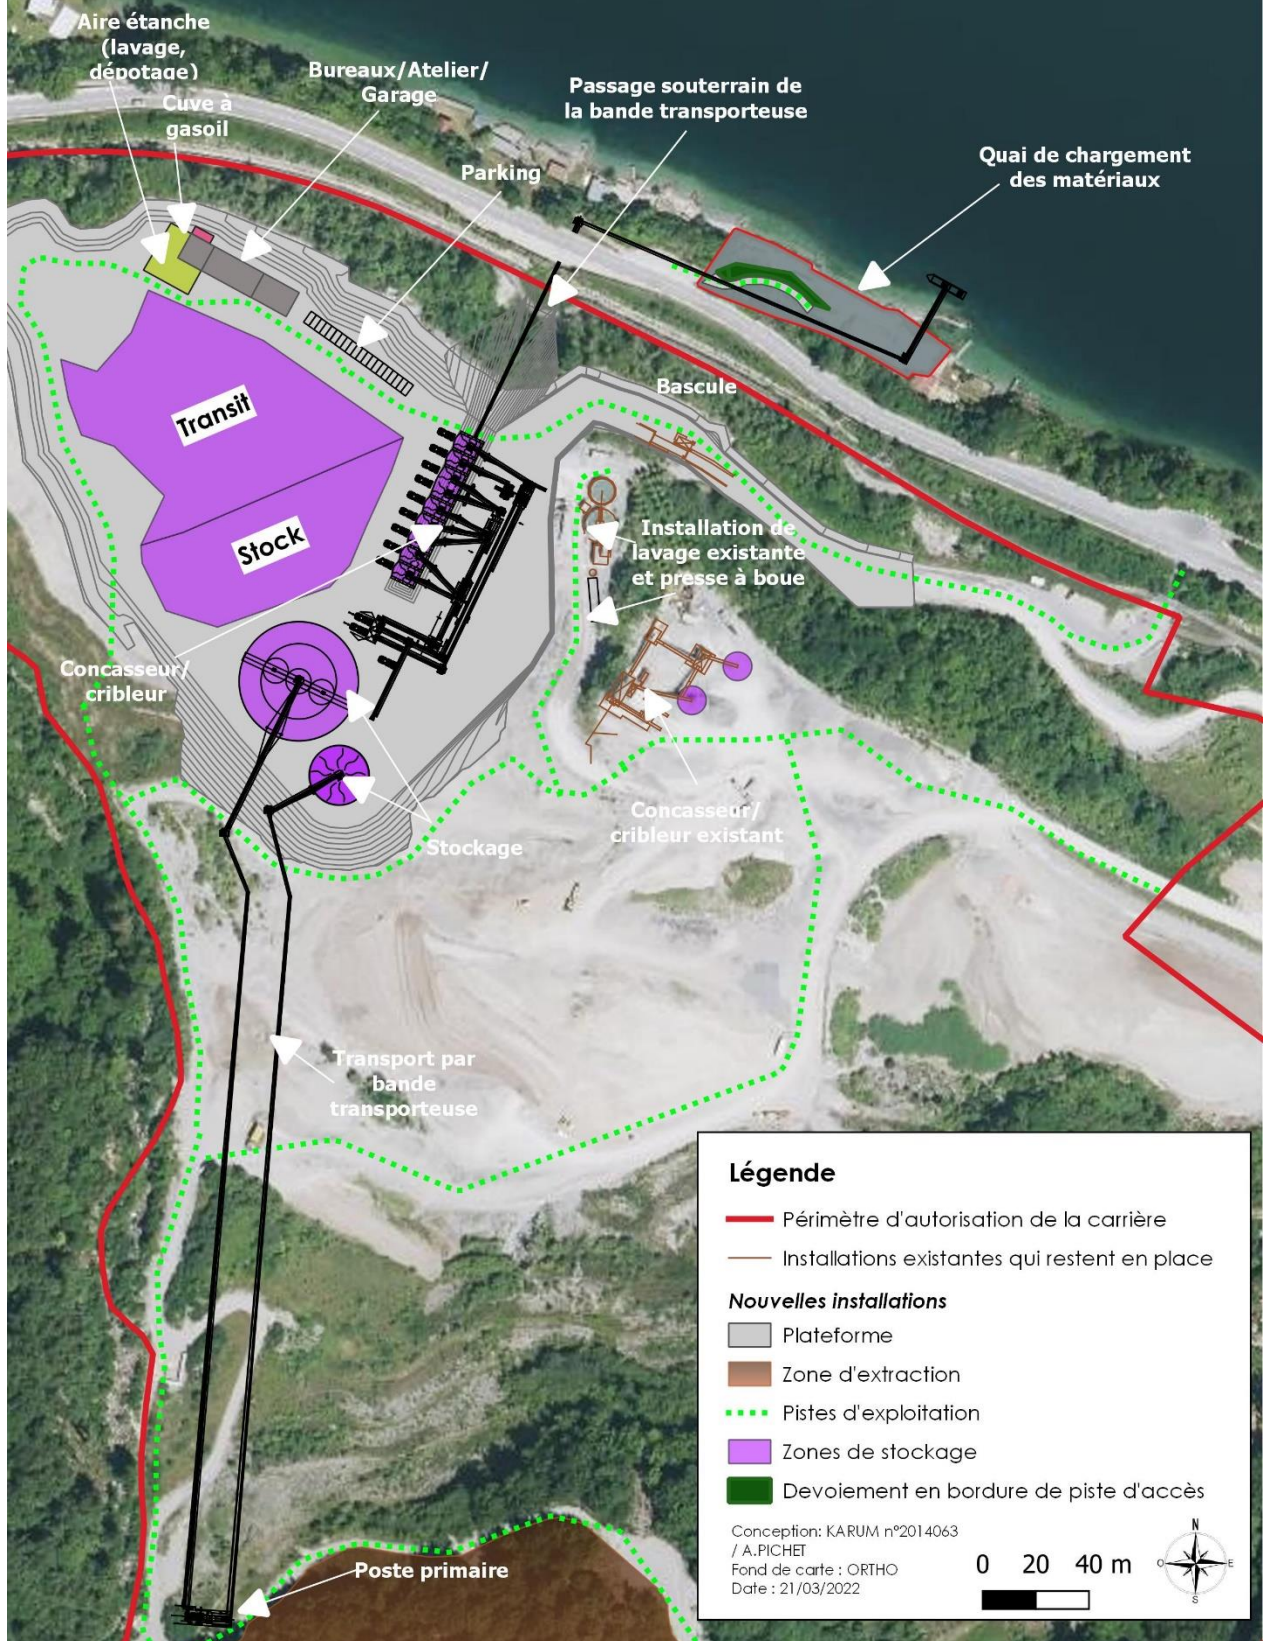 Aire étanche
(lavage,
dépotage)
Cuve à
gasoil
Bureaux/Atelier/
Garage
Parking
Passage souterrain de
la bande transporteuse
Quai de chargement
des matériaux
Bascule
Transit
Stock
Installation de
lavage existante
et presse à boue
Concasseur/
cribleur
Concasseur/
cribleur existant
Stockage
Transport par
bande
transporteuse
Poste primaire
Légende
Périmètre d'autorisation de la carrière
Installations existantes qui restent en place
Nouvelles installations
Plateforme
Zone d'extraction
Pistes d'exploitation
Zones de stockage
Devoiement en bordure de piste d'accès
Conception: KARUM n°2014063
/ A.PICHET
Fond de carte : ORTHO
Date : 21/03/2022
0 20 40 m
N
O E
S